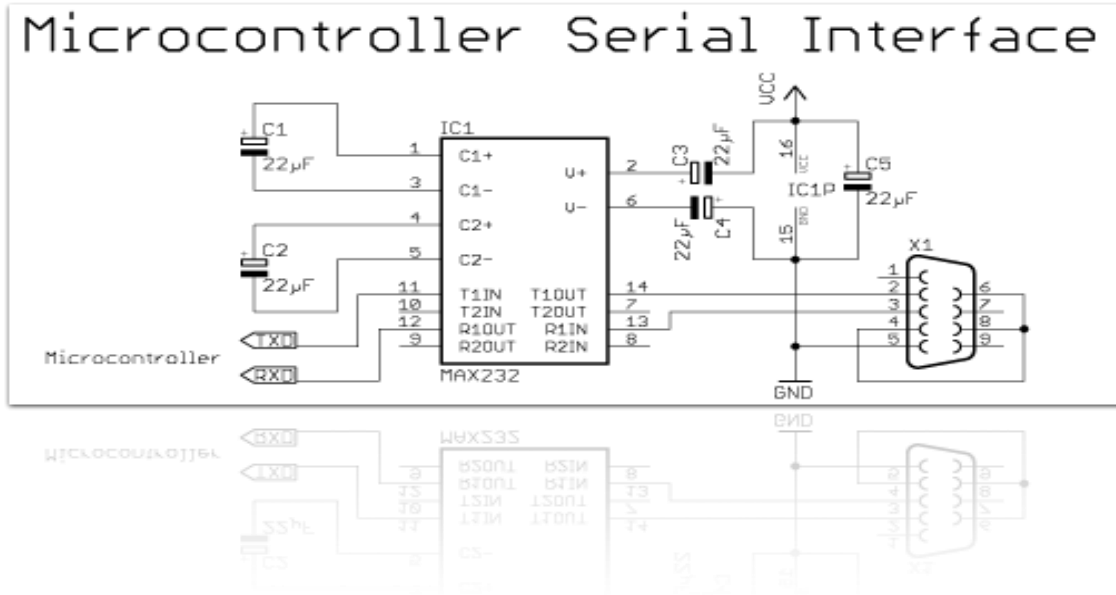 Microcontroller Serial Interface
VCC
IC1
C1
22µF
1
3
C1+
C1-
4
5
C2
22µF
C2+
C2-
11
10
12
9
T1IN
T2IN
R1OUT
R2OUT
V+
V-
T1OUT
T2OUT
R1IN
R2IN
2
6
14
7
13
8
C3
22µF
22µF
C4
16
VCC
IC1P
GND
15
C5
22µF
X1
1
2
3
4
5
6
7
8
9
TXD
Microcontroller
RXD
MAX232
GND